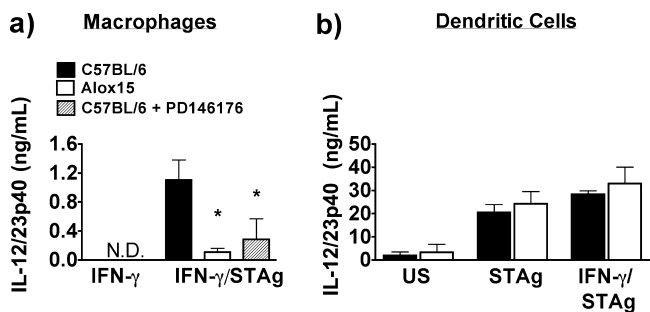 a) Macrophages
C57BL/6
Alox15
C57BL/6 + PD146176
IL-12/23p40 (ng/mL)
1.6
1.2
0.8
0.4
0.0
N.D.
*
*
IFN-γ IFN-γ/STAg
b) Dendritic Cells
IL-12/23p40 (ng/mL)
50
40
30
20
10
0
US STAg IFN-γ/
STAg